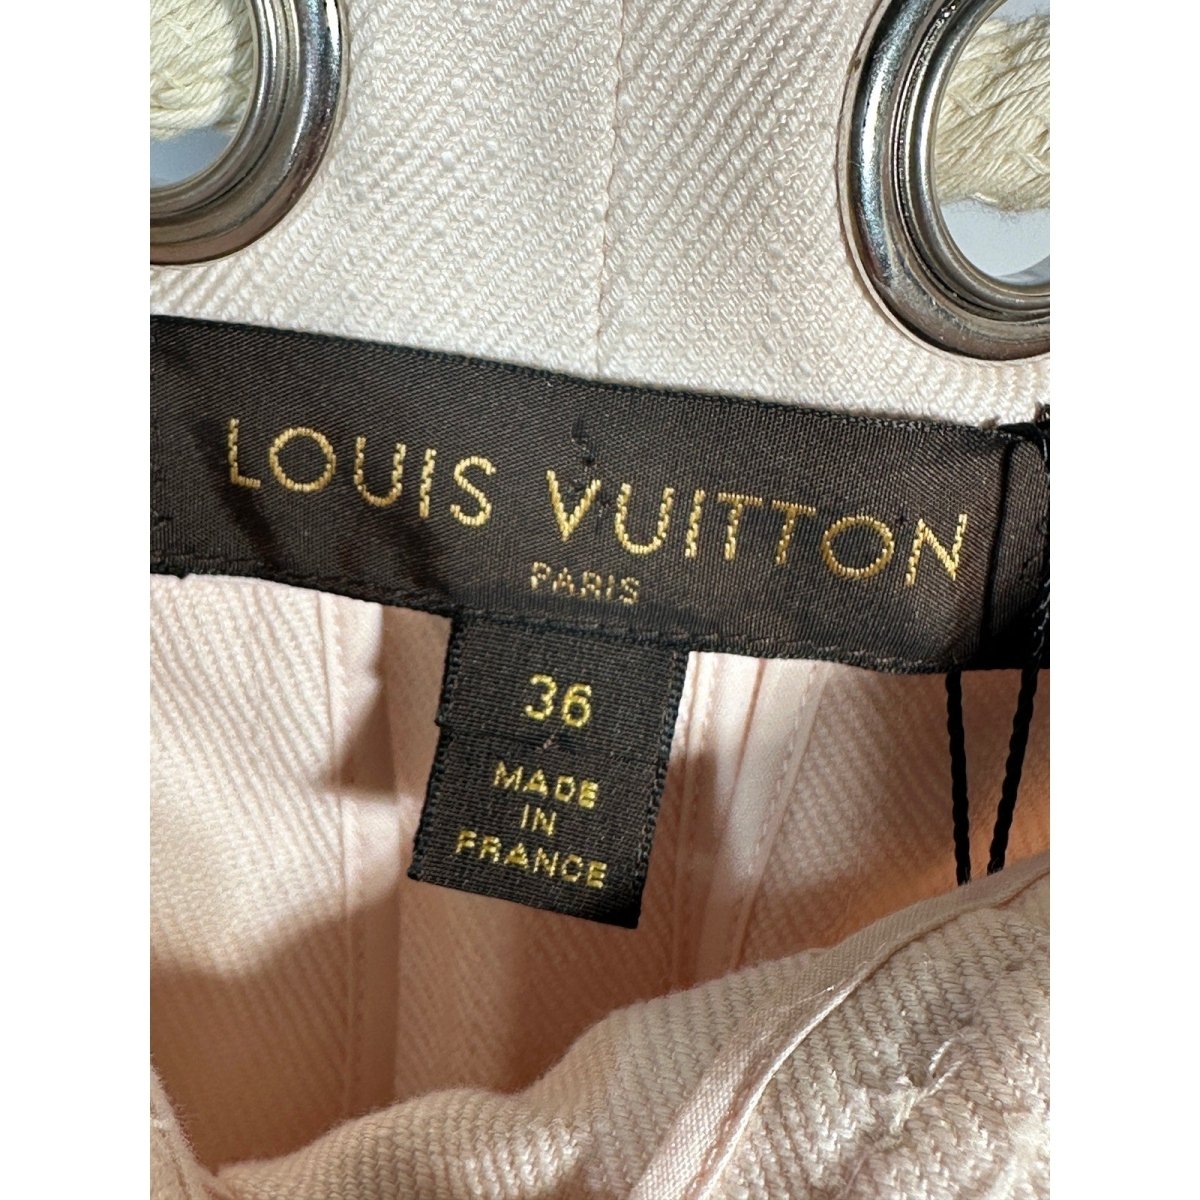 LOUIS VUITTON
PARIS
36
MADE
IN
FRANCE